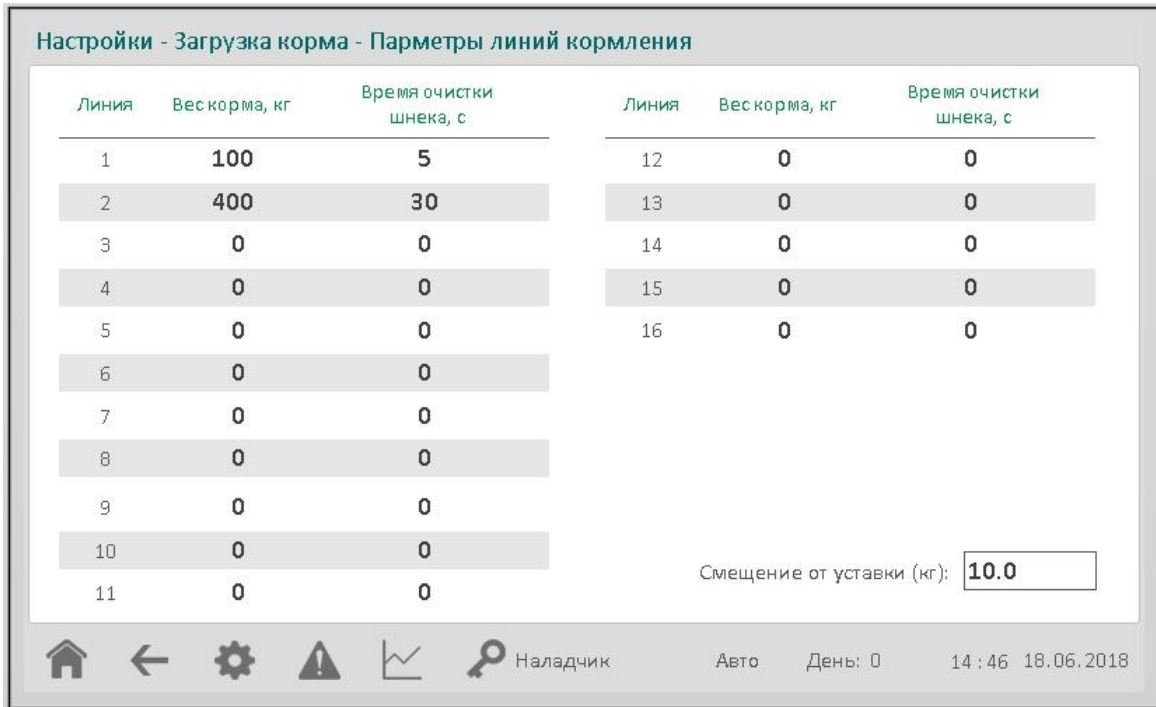 Настройки - Загрузка корма - Парметры линий кормления
Линия Вес корма, кг Время очистки шнека, с
1 100 5
2 400 30
3 0 0
4 0 0
5 0 0
6 0 0
7 0 0
8 0 0
9 0 0
10 0 0
11 0 0
Линия Вес корма, кг Время очистки шнека, с
12 0 0
13 0 0
14 0 0
15 0 0
16 0 0
Смещение от уставки (кг): 10.0
Наладчик Авто День: 0 14:46 18.06.2018